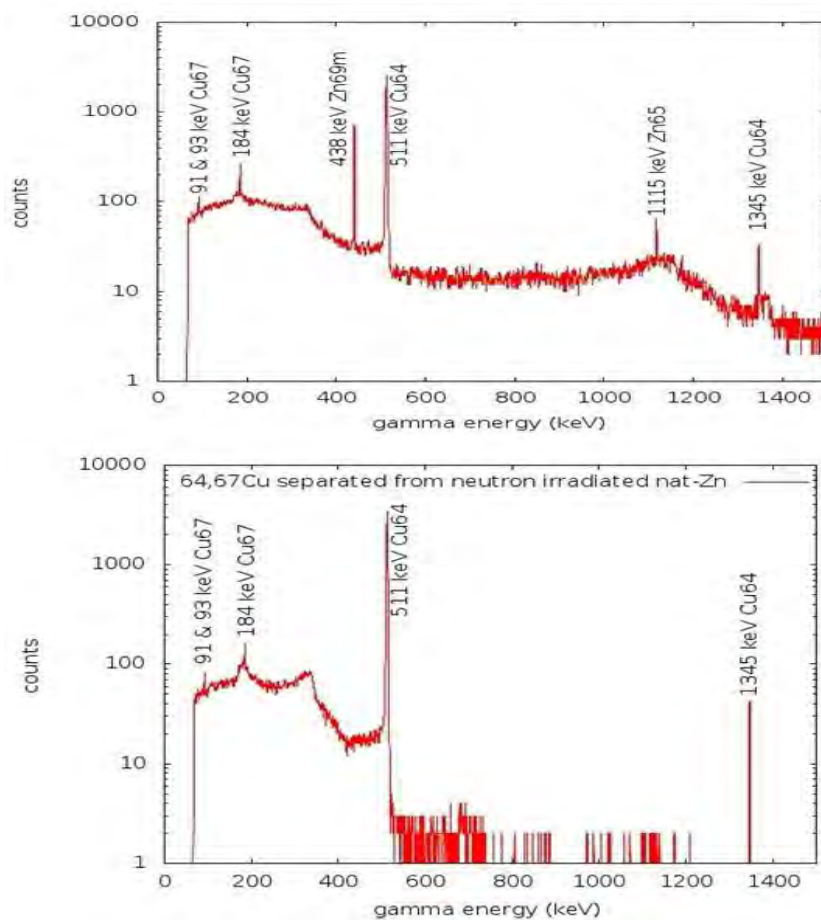 10000
1000
100
10
1
counts
91 & 93 keV Cu67
184 keV Cu67
438 keV Zn69m
511 keV Cu64
1115 keV Zn65
1345 keV Cu64
0 200 400 600 800 1000 1200 1400
gamma energy (keV)
10000
1000
100
10
1
counts
64,67Cu separated from neutron irradiated nat-Zn
91 & 93 keV Cu67
184 keV Cu67
511 keV Cu64
1345 keV Cu64
0 200 400 600 800 1000 1200 1400
gamma energy (keV)